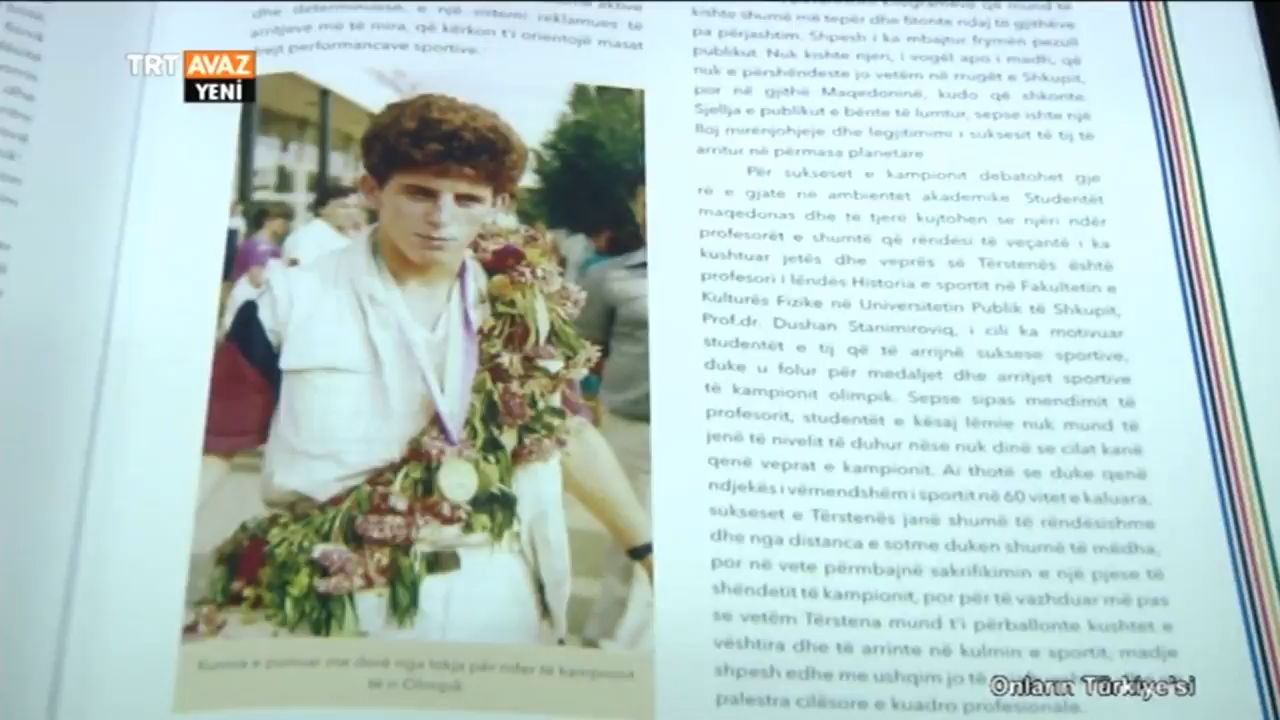 TRT AVAZ
YENİ
dhe determinuese, e një sistemi reklamues të
arritjeve më të mira, që kërkon t'i orientojë masat
drejt performancave sportive.
e n Olimpik
kishte shumë më tepër dhe fitonte ndaj të gjithëve
pa përjashtim. Shpesh i ka mbajtur frymën pezull
publikut. Nuk kishte njeri, i vogël apo i madh, që
nuk e përshëndeste jo vetëm në rrugët e Shkupit,
por në gjithë Maqedoninë, kudo që shkonte.
Sjellja e publikut e bënte të lumtur, sepse ishte një
lloj mirënjohjeje dhe legjitimimi i suksesit të tij të
arritur në përmasa planetare.
Për sukseset e kampionit debatohet gje
rë e gjatë në ambientet akademike. Studentët
maqedonas dhe të tjerë kujtohen se njëri ndër
profesorët e shumtë që rëndësi të veçantë i ka
kushtuar jetës dhe veprës së Tërstenës është
profesori i lëndës Historia e sportit në Fakultetin e
Kulturës Fizike në Universitetin Publik të Shkupit,
Prof.dr. Dushan Stanimiroviq, i cili ka motivuar
studentët e tij që të arrijnë suksese sportive,
duke u folur për medaljet dhe arritjet sportive
të kampionit olimpik. Sepse sipas mendimit të
profesorit, studentët e kësaj lëmie nuk mund të
jenë të nivelit të duhur nëse nuk dinë se cilat kanë
qenë veprat e kampionit. Ai thotë se duke qenë
ndjekës i vëmendshëm i sportit në 60 vitet e kaluara,
sukseset e Tërstenës janë shumë të rëndësishme
dhe nga distanca e sotme duken shumë të mëdha,
por në vete përmbajnë sakrifikimin e një pjese të
shëndetit të kampionit, por për të vazhduar më pas
se vetëm Tërstena mund t'i përballonte kushtet e
vështira dhe të arrinte në kulmin e sportit, madje
shpesh edhe me ushqim jo të
palestra cilësore e kuadro profesionale.
Onların Türkiye'si